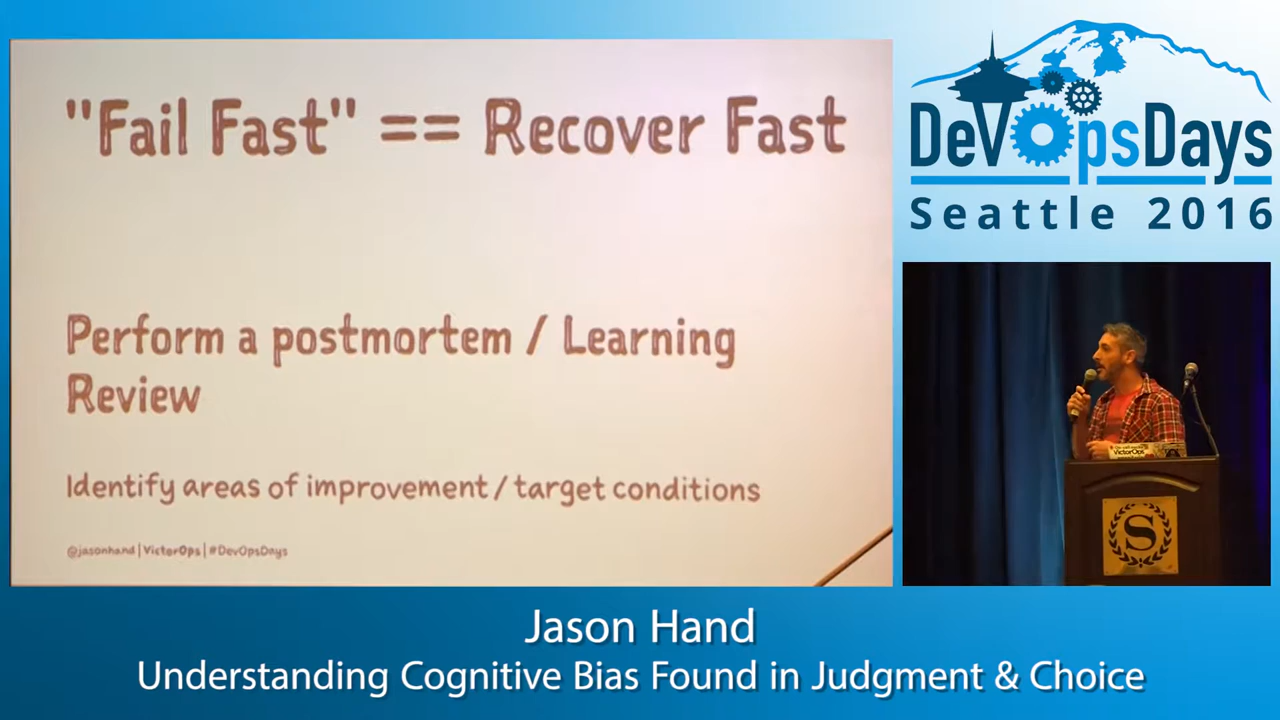 "Fail Fast" == Recover Fast
Perform a postmortem / Learning
Review
Identify areas of improvement / target conditions
@jasonhand | VictorOps | #DevOpsDays
DevOpsDays
Seattle 2016
VictorOps
S
Jason Hand
Understanding Cognitive Bias Found in Judgment & Choice